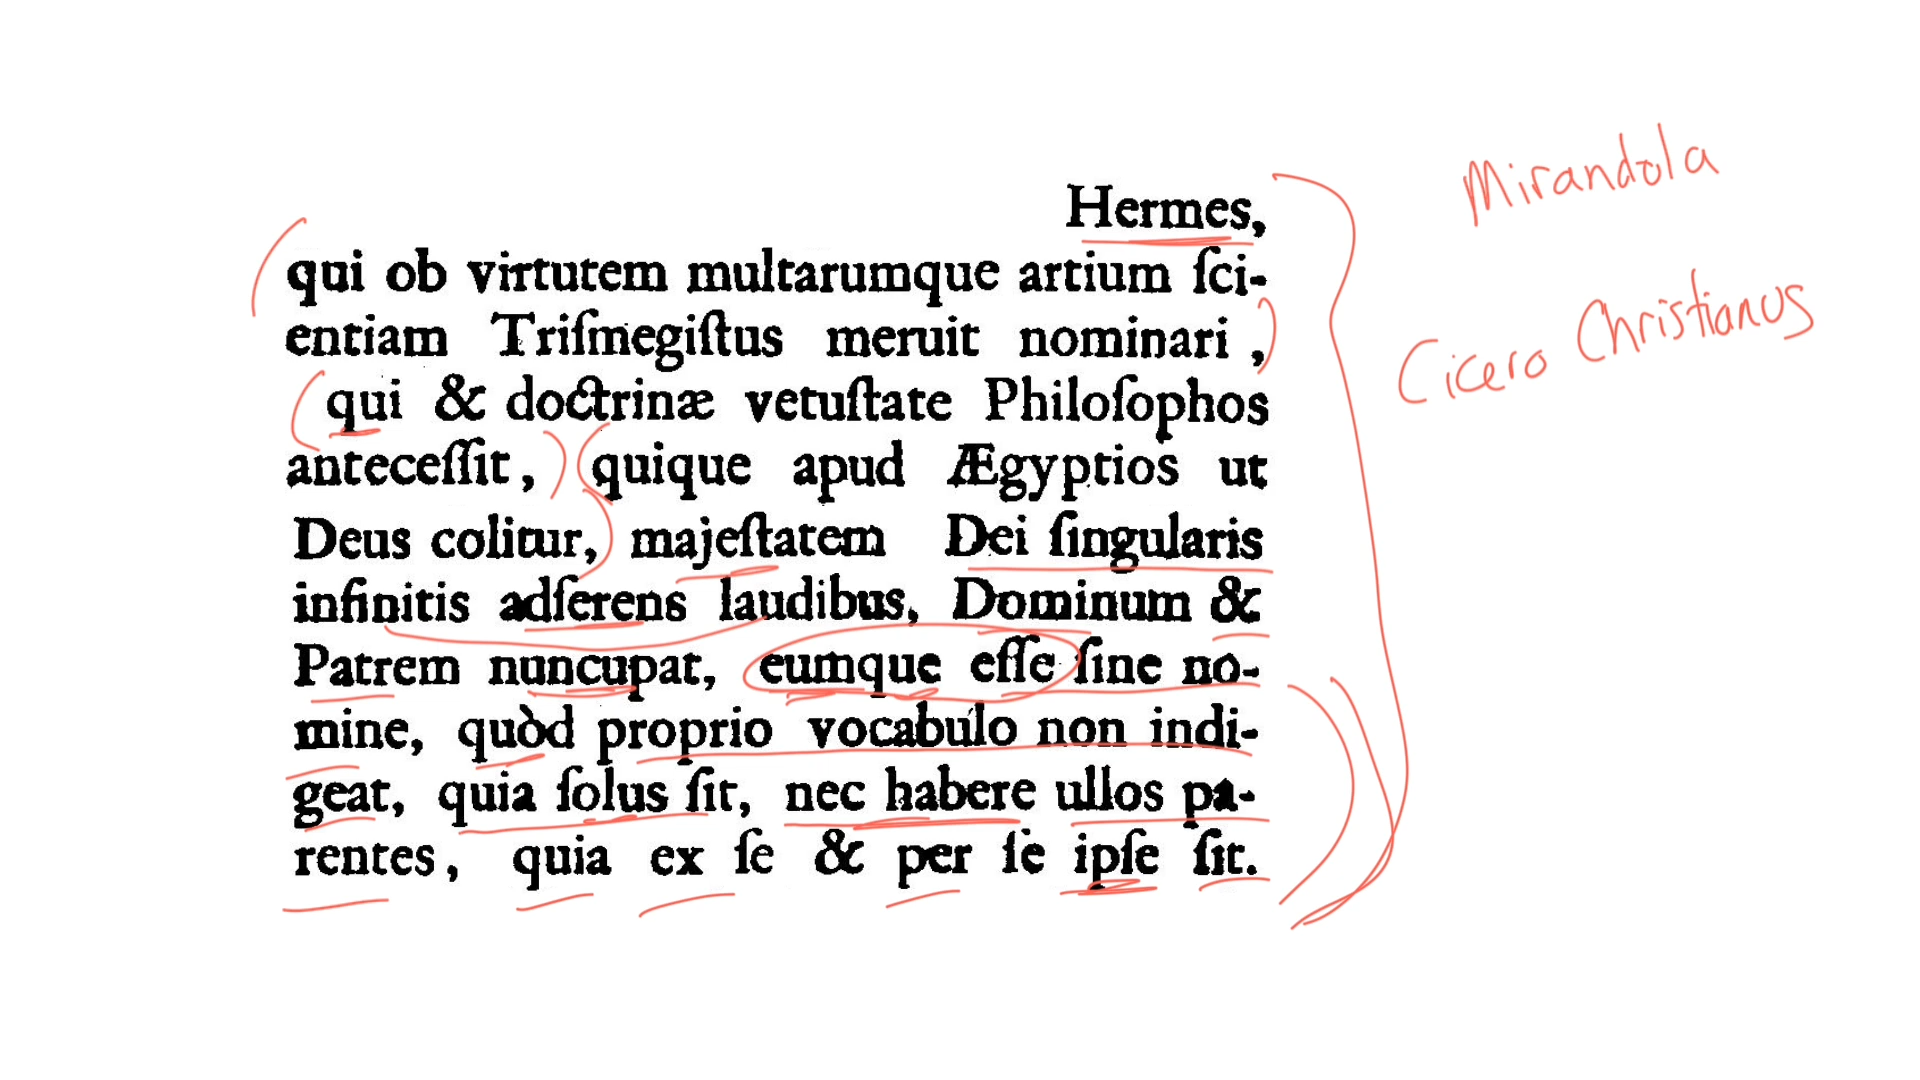 Hermes,
qui ob virtutem multarumque artium ſci-
entiam Triſmegiſtus meruit nominari,
qui & doctrinæ vetuſtate Philoſophos
anteceſſit, quique apud Ægyptios ut
Deus colitur, majeſtatem Dei ſingularis
infinitis adſerens laudibus, Dominum &
Patrem nuncupat, eumque eſſe ſine no-
mine, quòd proprio vocabulo non indi-
geat, quia ſolus ſit, nec habere ullos pa-
rentes, quia ex ſe & per ſe ipſe ſit.
Mirandola
Cicero Christianus